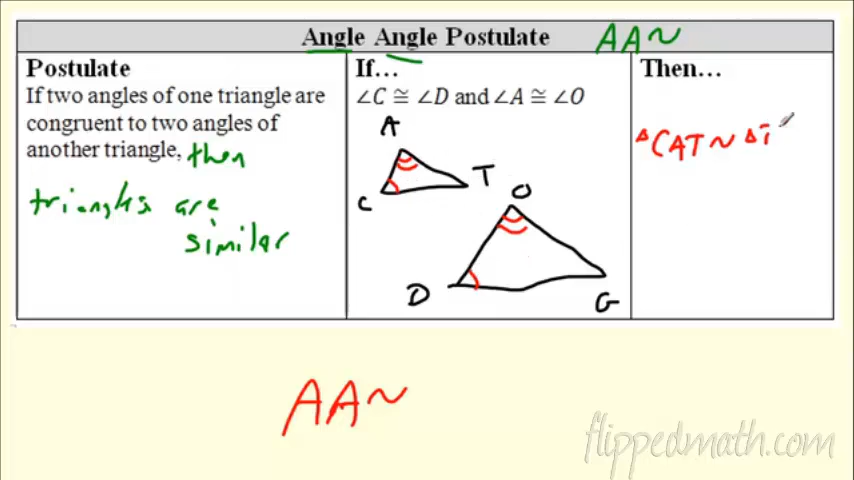 Angle Angle Postulate AA~
Postulate
If two angles of one triangle are
congruent to two angles of
another triangle, then
triangles are
similar
If…
∠C ≅ ∠D and ∠A ≅ ∠O
A
T
C
O
D
G
Then…
△CAT ~ △
AA~
flippedmath.com